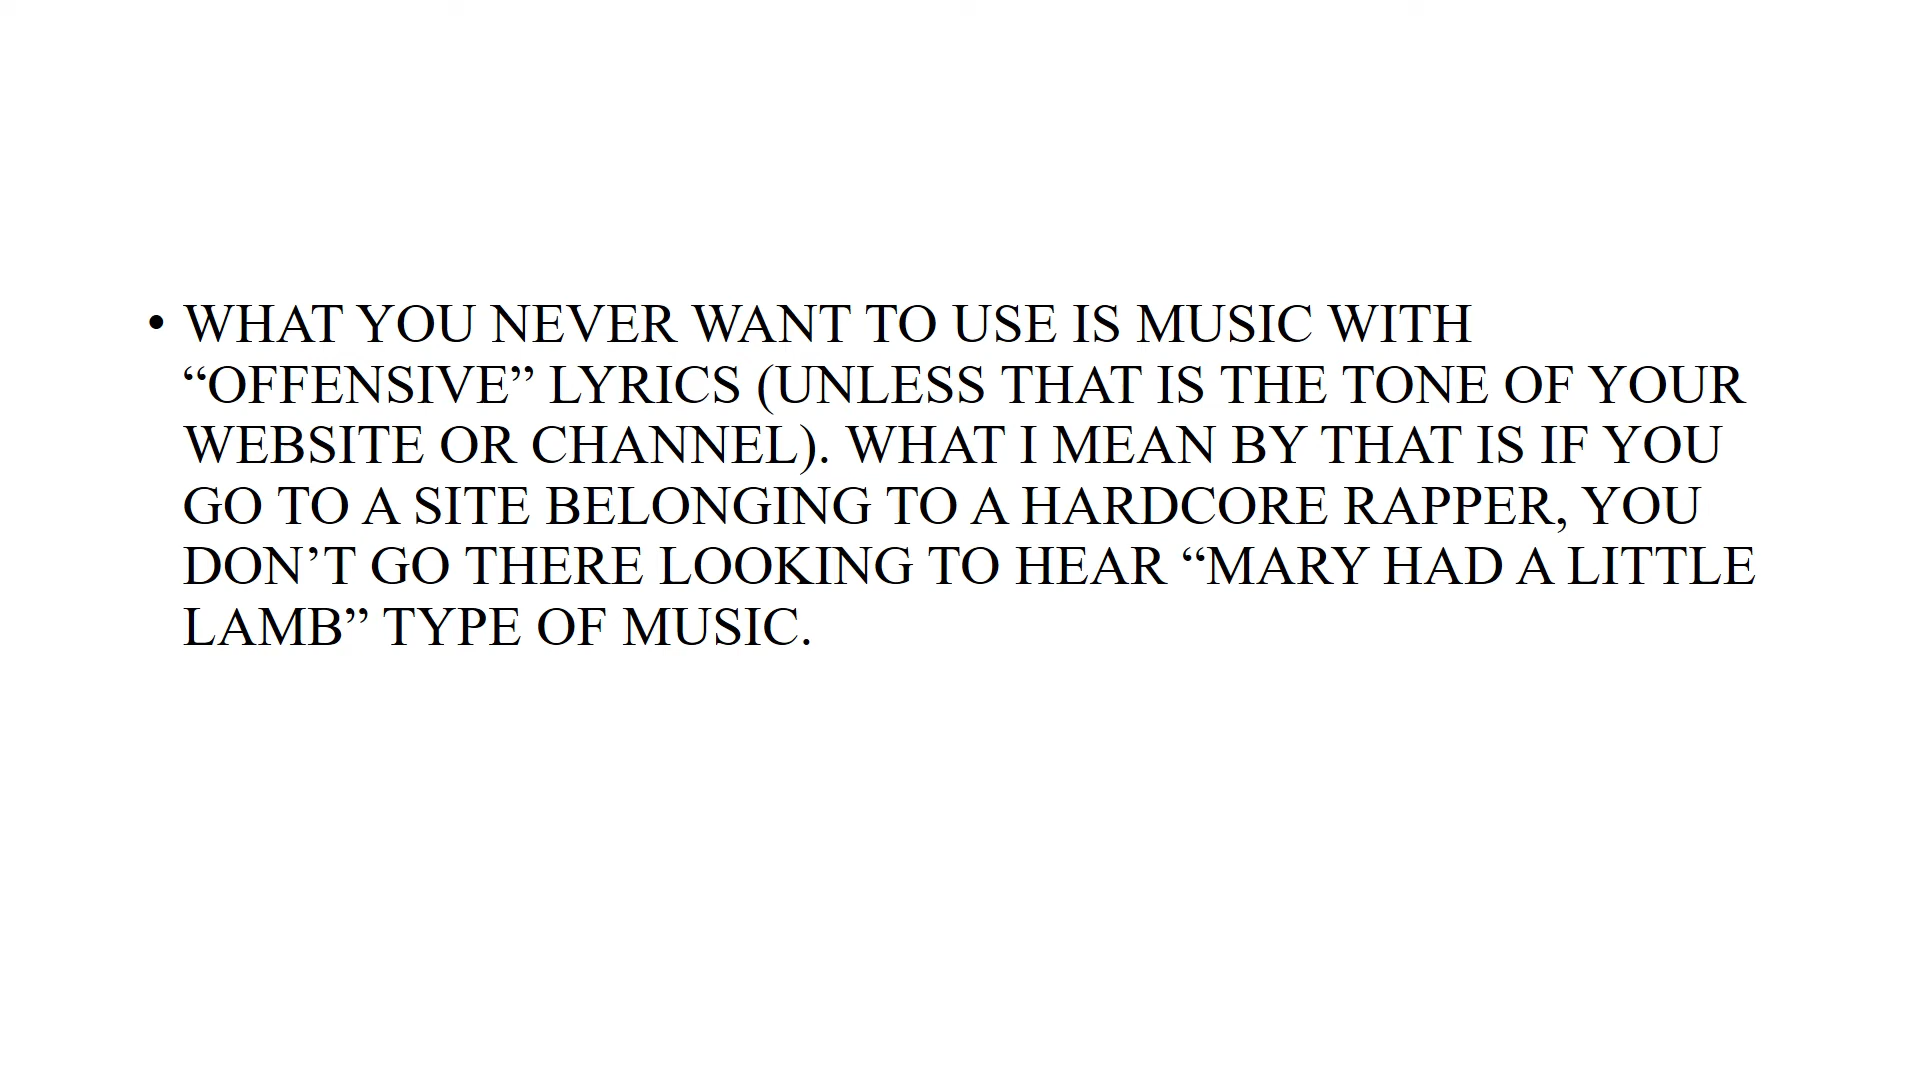 • WHAT YOU NEVER WANT TO USE IS MUSIC WITH
“OFFENSIVE” LYRICS (UNLESS THAT IS THE TONE OF YOUR
WEBSITE OR CHANNEL). WHAT I MEAN BY THAT IS IF YOU
GO TO A SITE BELONGING TO A HARDCORE RAPPER, YOU
DON’T GO THERE LOOKING TO HEAR “MARY HAD A LITTLE
LAMB” TYPE OF MUSIC.